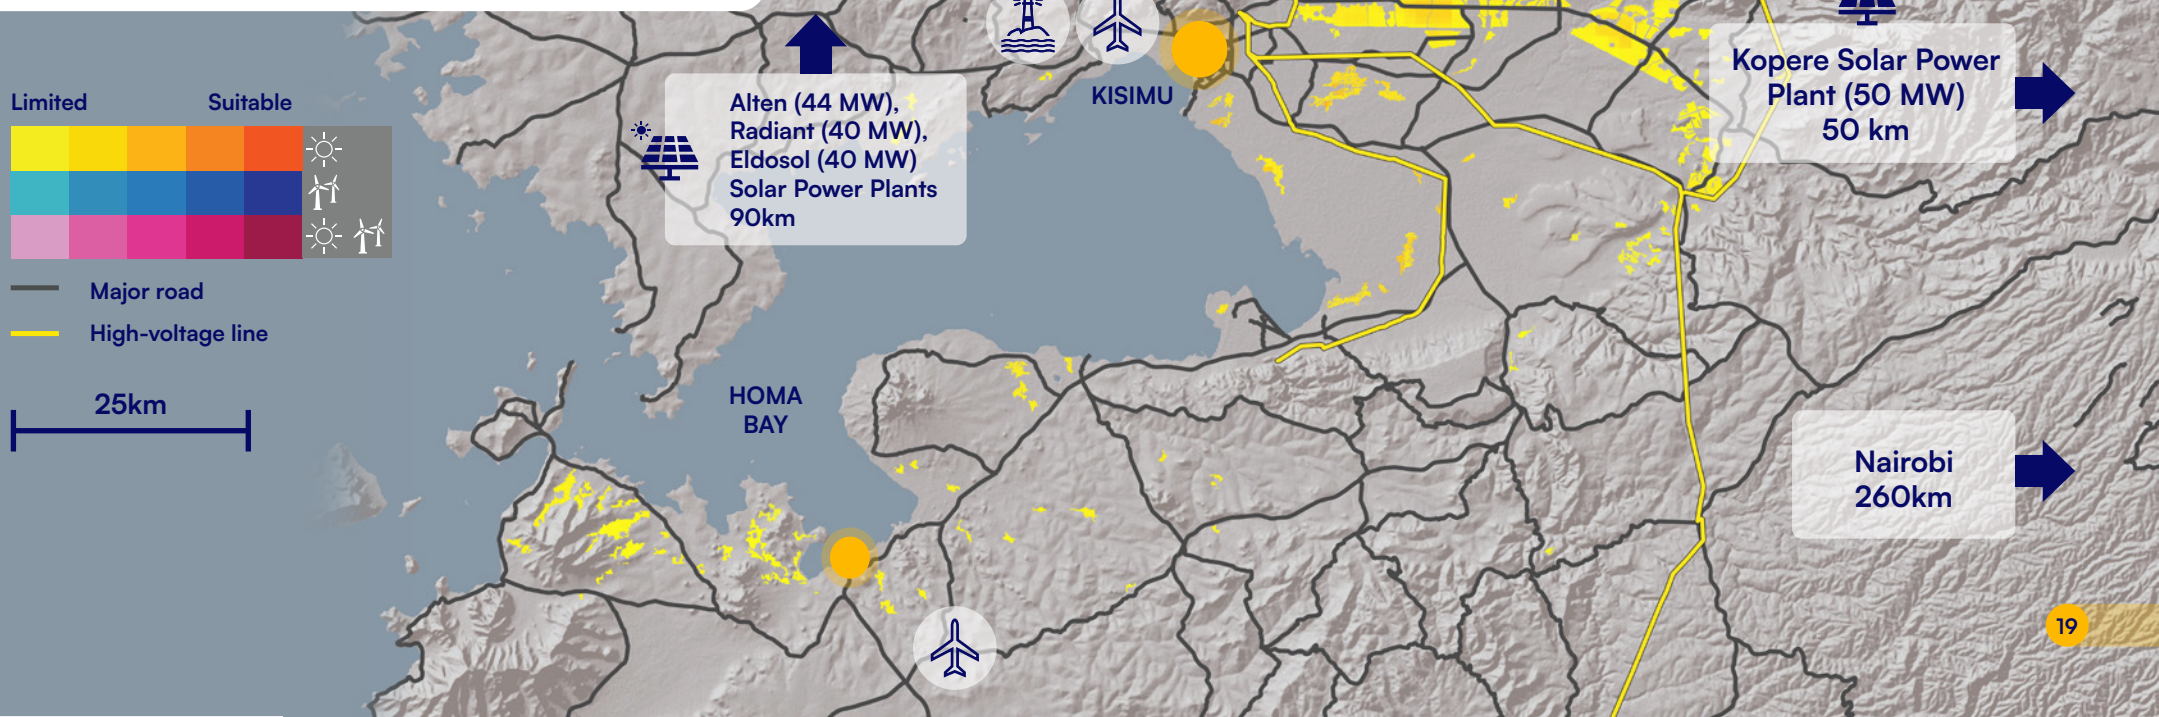 Limited
Suitable
Major road
High-voltage line
25km
Alten (44 MW),
Radiant (40 MW),
Eldosol (40 MW)
Solar Power Plants
90km
KISIMU
HOMA
BAY
Kopere Solar Power
Plant (50 MW)
50 km
Nairobi
260km
19